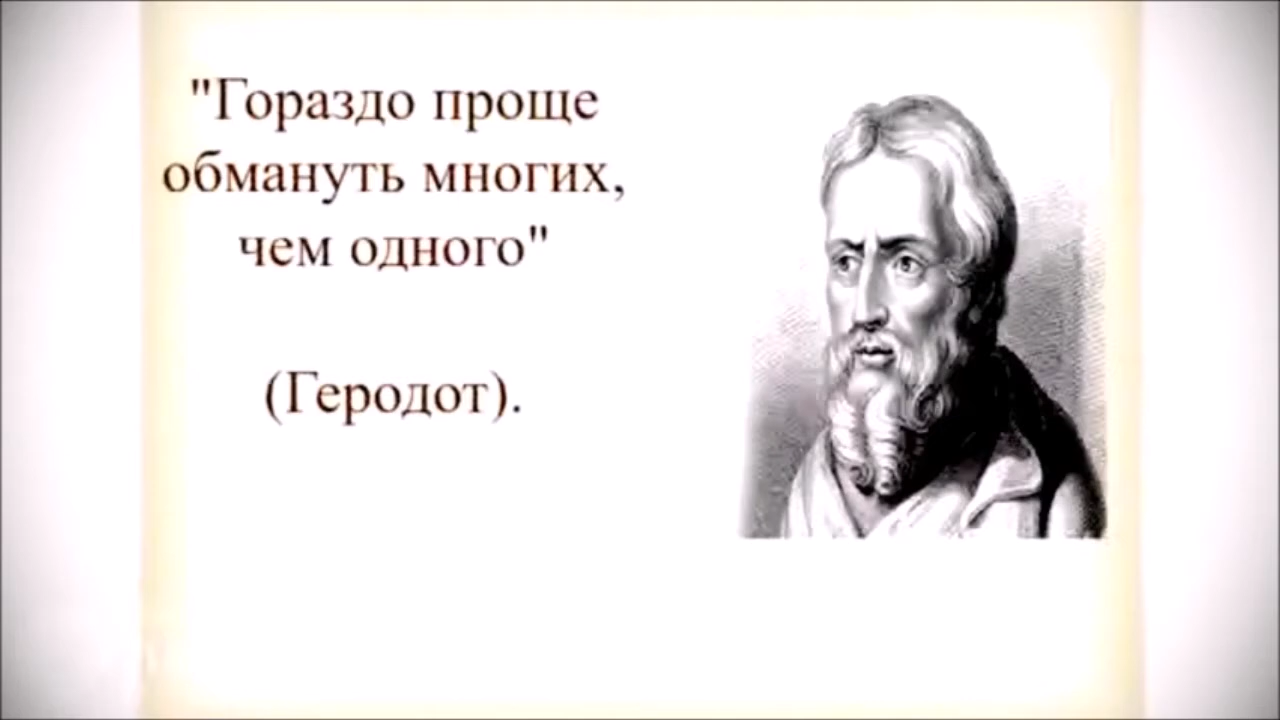 "Гораздо проще
обмануть многих,
чем одного"
(Геродот).